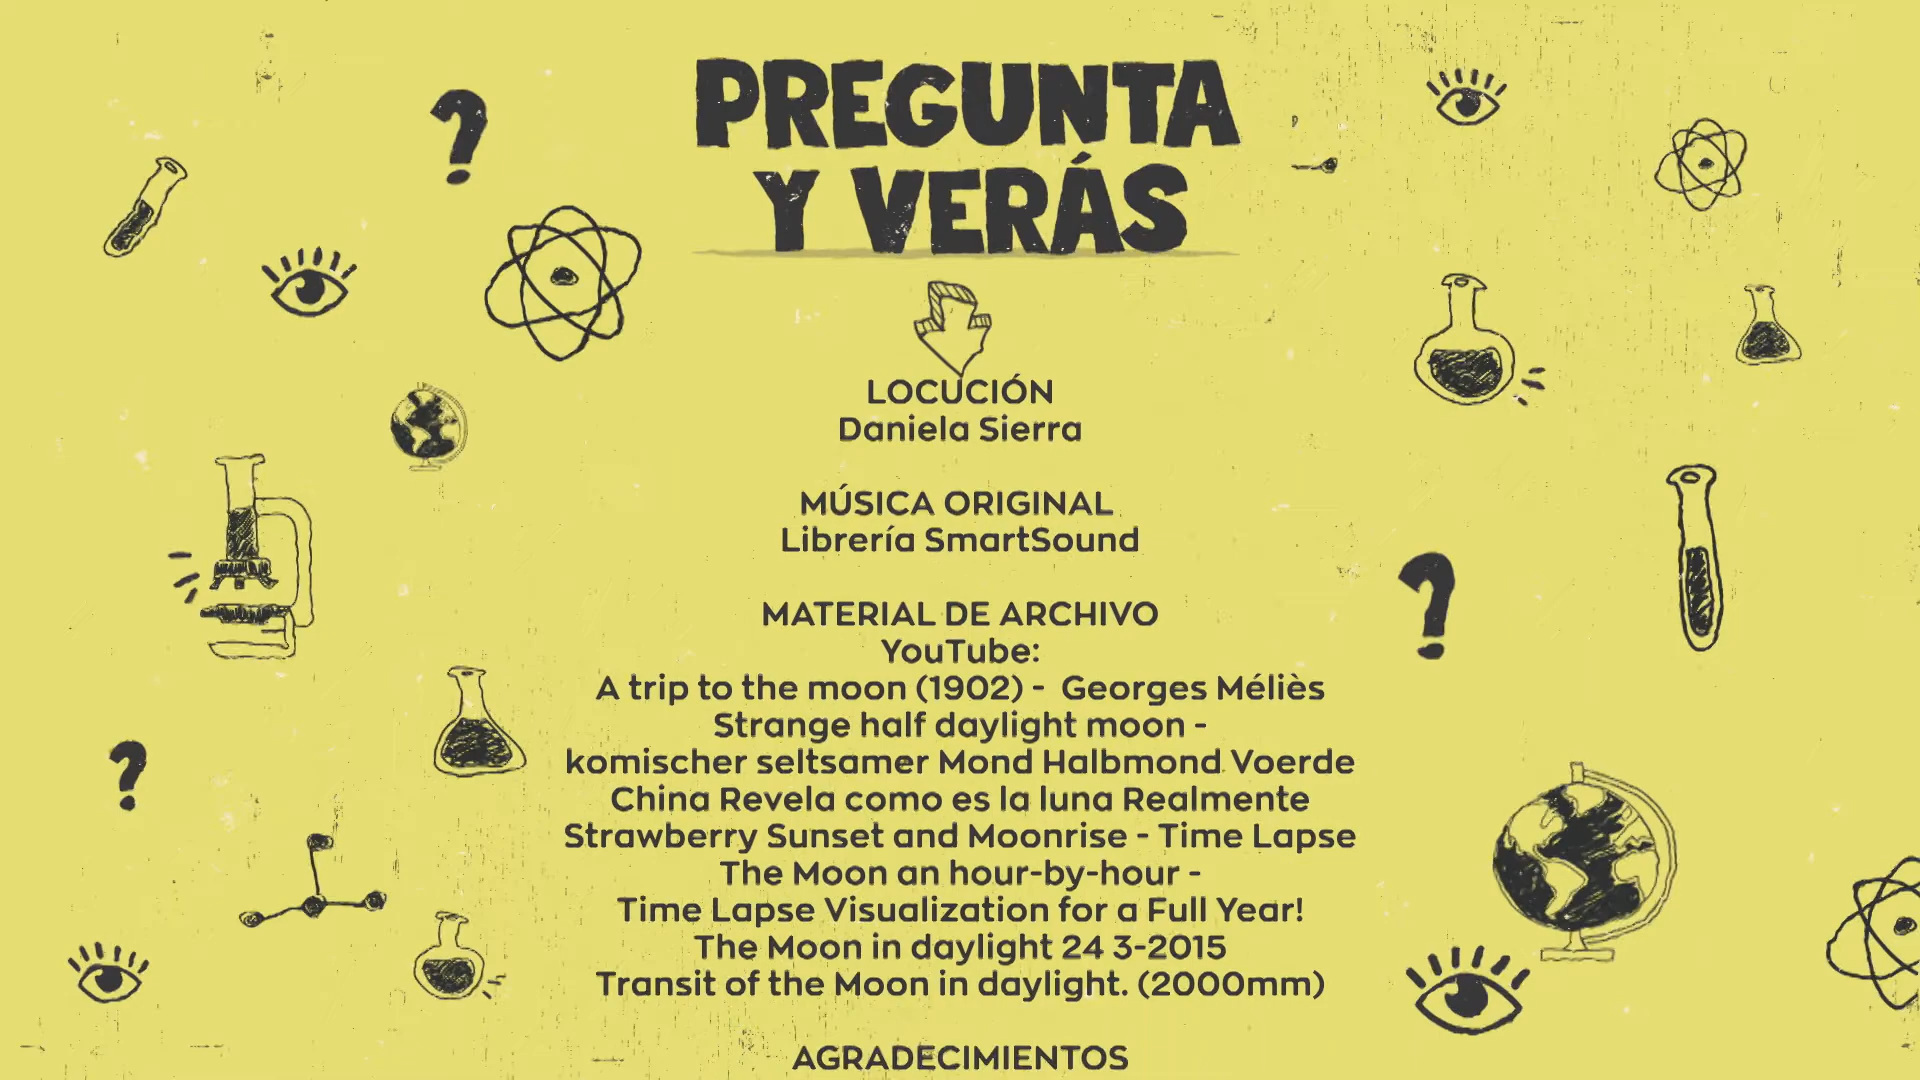 PREGUNTA
Y VERÁS
LOCUCIÓN
Daniela Sierra
MÚSICA ORIGINAL
Librería SmartSound
MATERIAL DE ARCHIVO
YouTube:
A trip to the moon (1902) - Georges Méliès
Strange half daylight moon -
komischer seltsamer Mond Halbmond Voerde
China Revela como es la luna Realmente
Strawberry Sunset and Moonrise - Time Lapse
The Moon an hour-by-hour -
Time Lapse Visualization for a Full Year!
The Moon in daylight 24 3-2015
Transit of the Moon in daylight. (2000mm)
AGRADECIMIENTOS